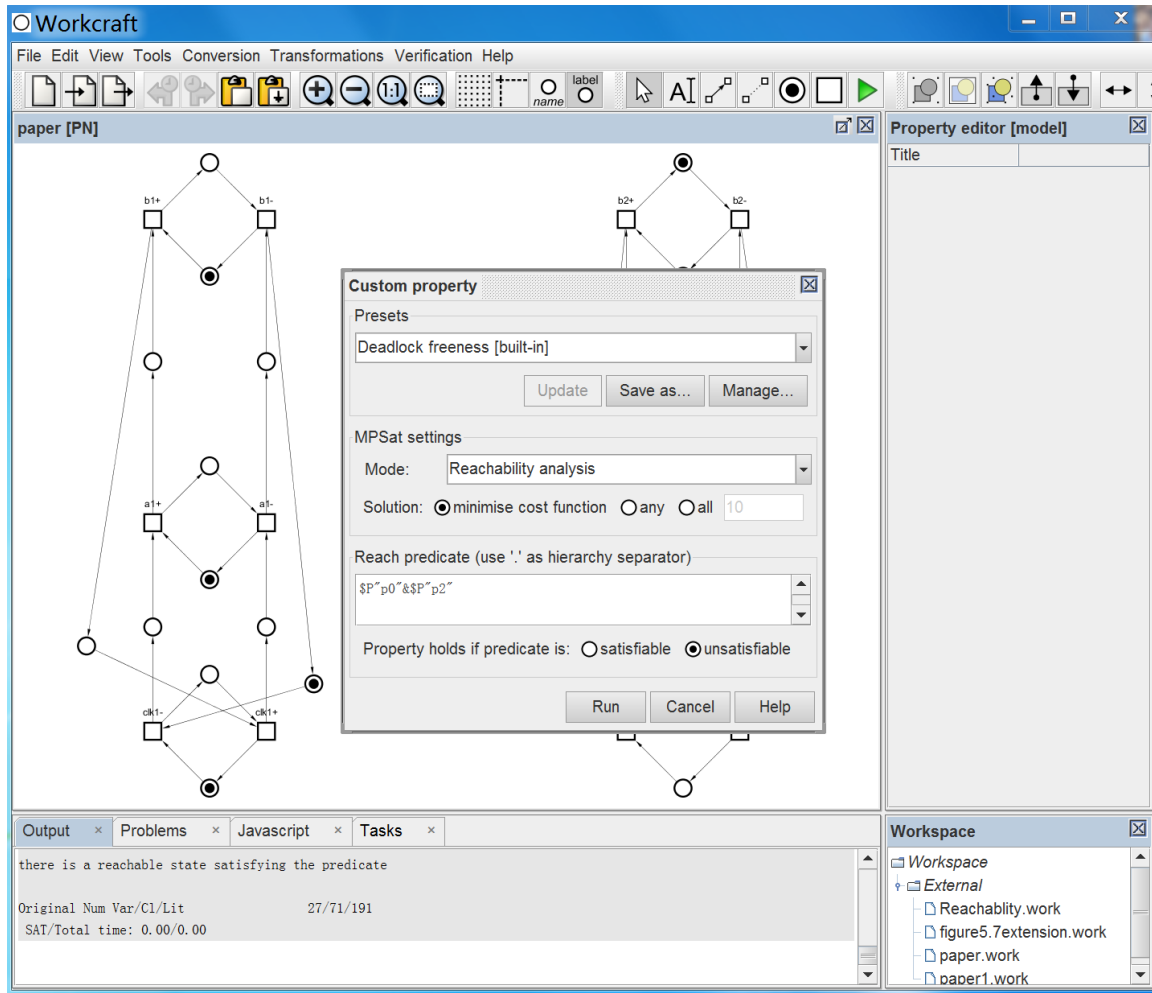 Workcraft
File Edit View Tools Conversion Transformations Verification Help
1:1
name
label
AI
paper [PN]
Property editor [model]
Title
b1+
b1-
b2+
b2-
Custom property
Presets
Deadlock freeness [built-in]
Update
Save as...
Manage...
MPSat settings
Mode:
Reachability analysis
Solution:
minimise cost function
any
all
10
a1+
a1-
Reach predicate (use '.' as hierarchy separator)
$P"p0"&$P"p2"
Property holds if predicate is:
satisfiable
unsatisfiable
Run
Cancel
Help
clk1-
clk1+
Output ×
Problems ×
Javascript ×
Tasks ×
there is a reachable state satisfying the predicate
Original Num Var/Cl/Lit 27/71/191
SAT/Total time: 0.00/0.00
Workspace
Workspace
External
Reachablity.work
figure5.7extension.work
paper.work
paper1.work